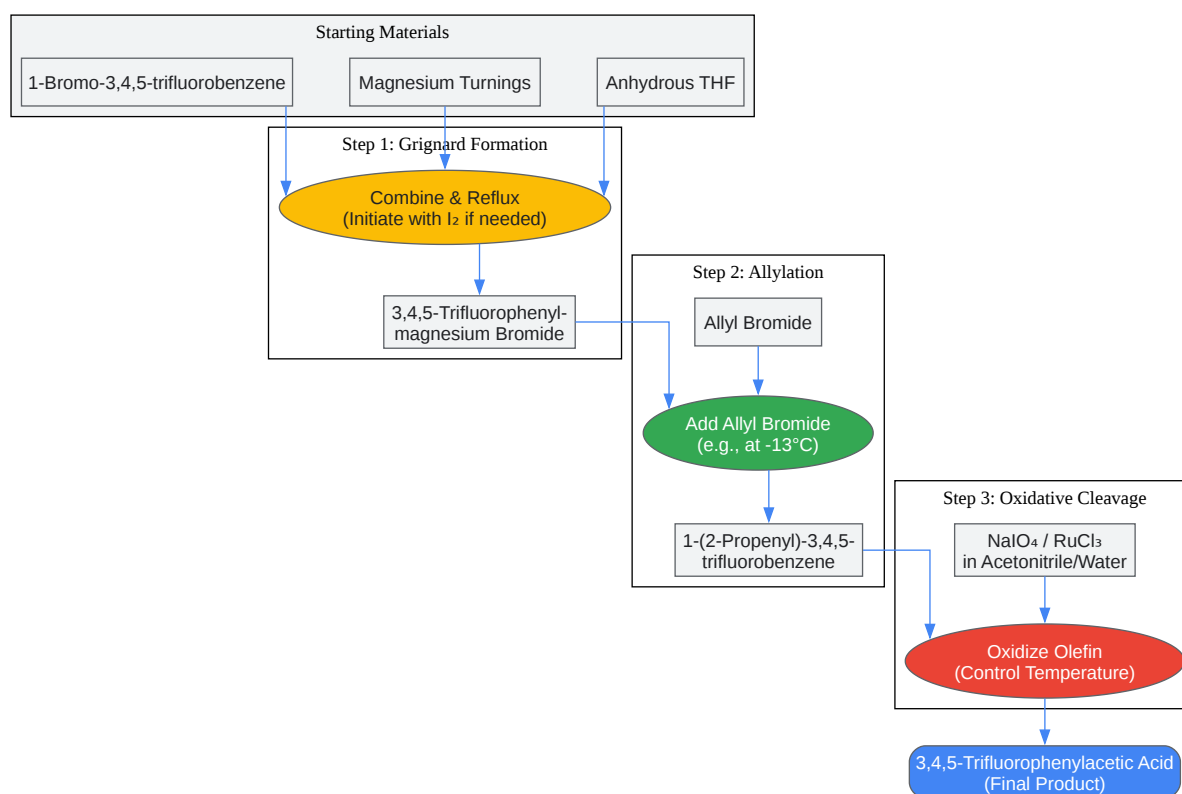 Starting Materials
1-Bromo-3,4,5-trifluorobenzene
Magnesium Turnings
Anhydrous THF
Step 1: Grignard Formation
Combine & Reflux
(Initiate with I₂ if needed)
3,4,5-Trifluorophenyl-
magnesium Bromide
Step 2: Allylation
Allyl Bromide
Add Allyl Bromide
(e.g., at -13°C)
1-(2-Propenyl)-3,4,5-
trifluorobenzene
Step 3: Oxidative Cleavage
NaIO₄ / RuCl₃
in Acetonitrile/Water
Oxidize Olefin
(Control Temperature)
3,4,5-Trifluorophenylacetic Acid
(Final Product)